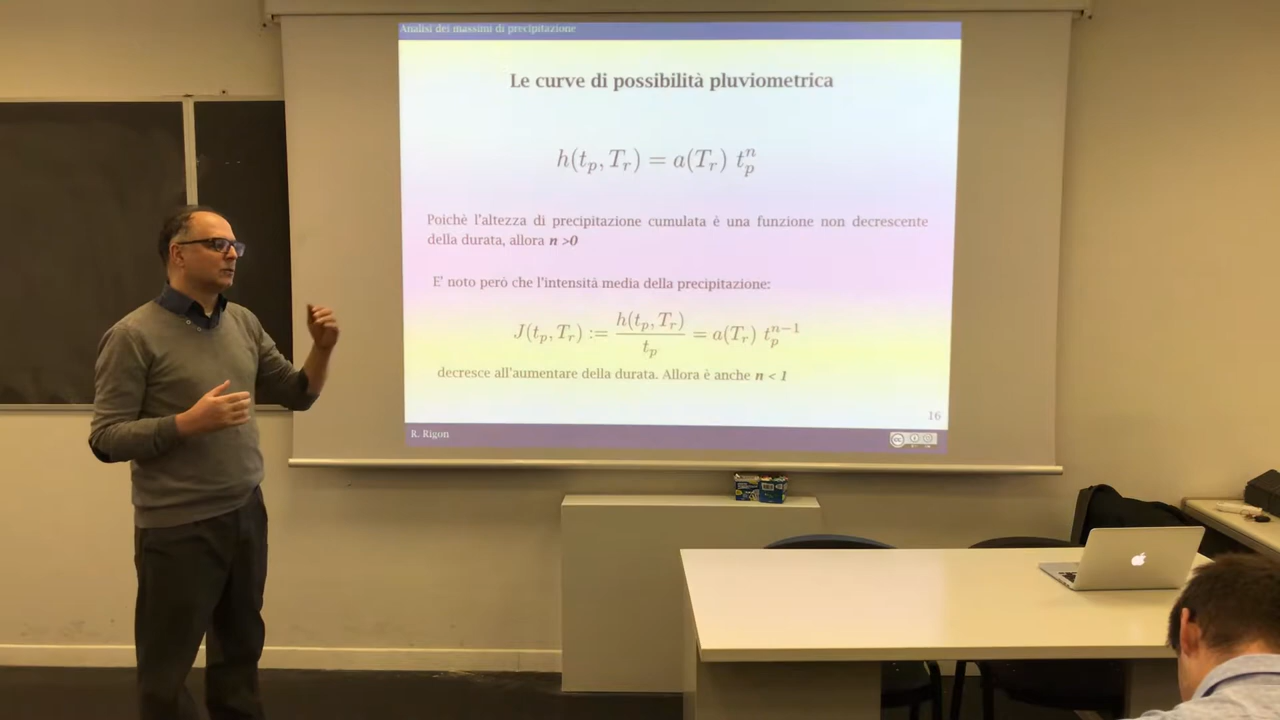 Analisi dei massimi di precipitazione
Le curve di possibilità pluviometrica
h(t_p, T_r) = a(T_r) t_p^n
Poichè l'altezza di precipitazione cumulata è una funzione non decrescente
della durata, allora n >0
E' noto però che l'intensità media della precipitazione:
J(t_p, T_r) := h(t_p, T_r) / t_p = a(T_r) t_p^{n-1}
decresce all'aumentare della durata. Allora è anche n < 1
16
R. Rigon